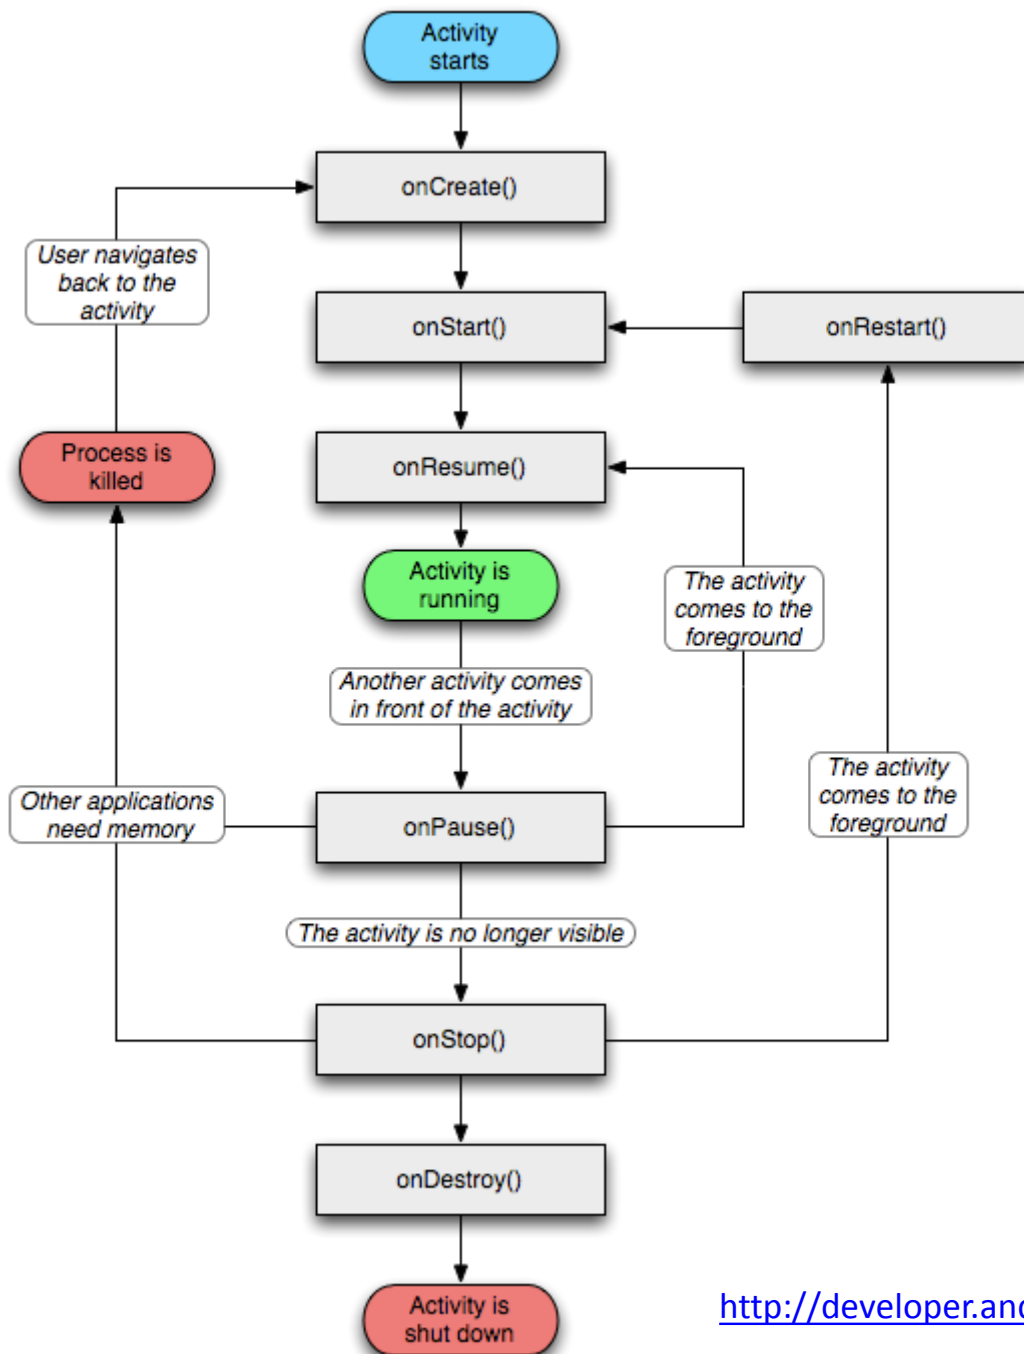 Activity
starts
onCreate()
User navigates
back to the
activity
onStart()
onRestart()
Process is
killed
onResume()
Activity is
running
The activity
comes to the
foreground
Another activity comes
in front of the activity
The activity
comes to the
foreground
Other applications
need memory
onPause()
The activity is no longer visible
onStop()
onDestroy()
Activity is
shut down
http://developer.and